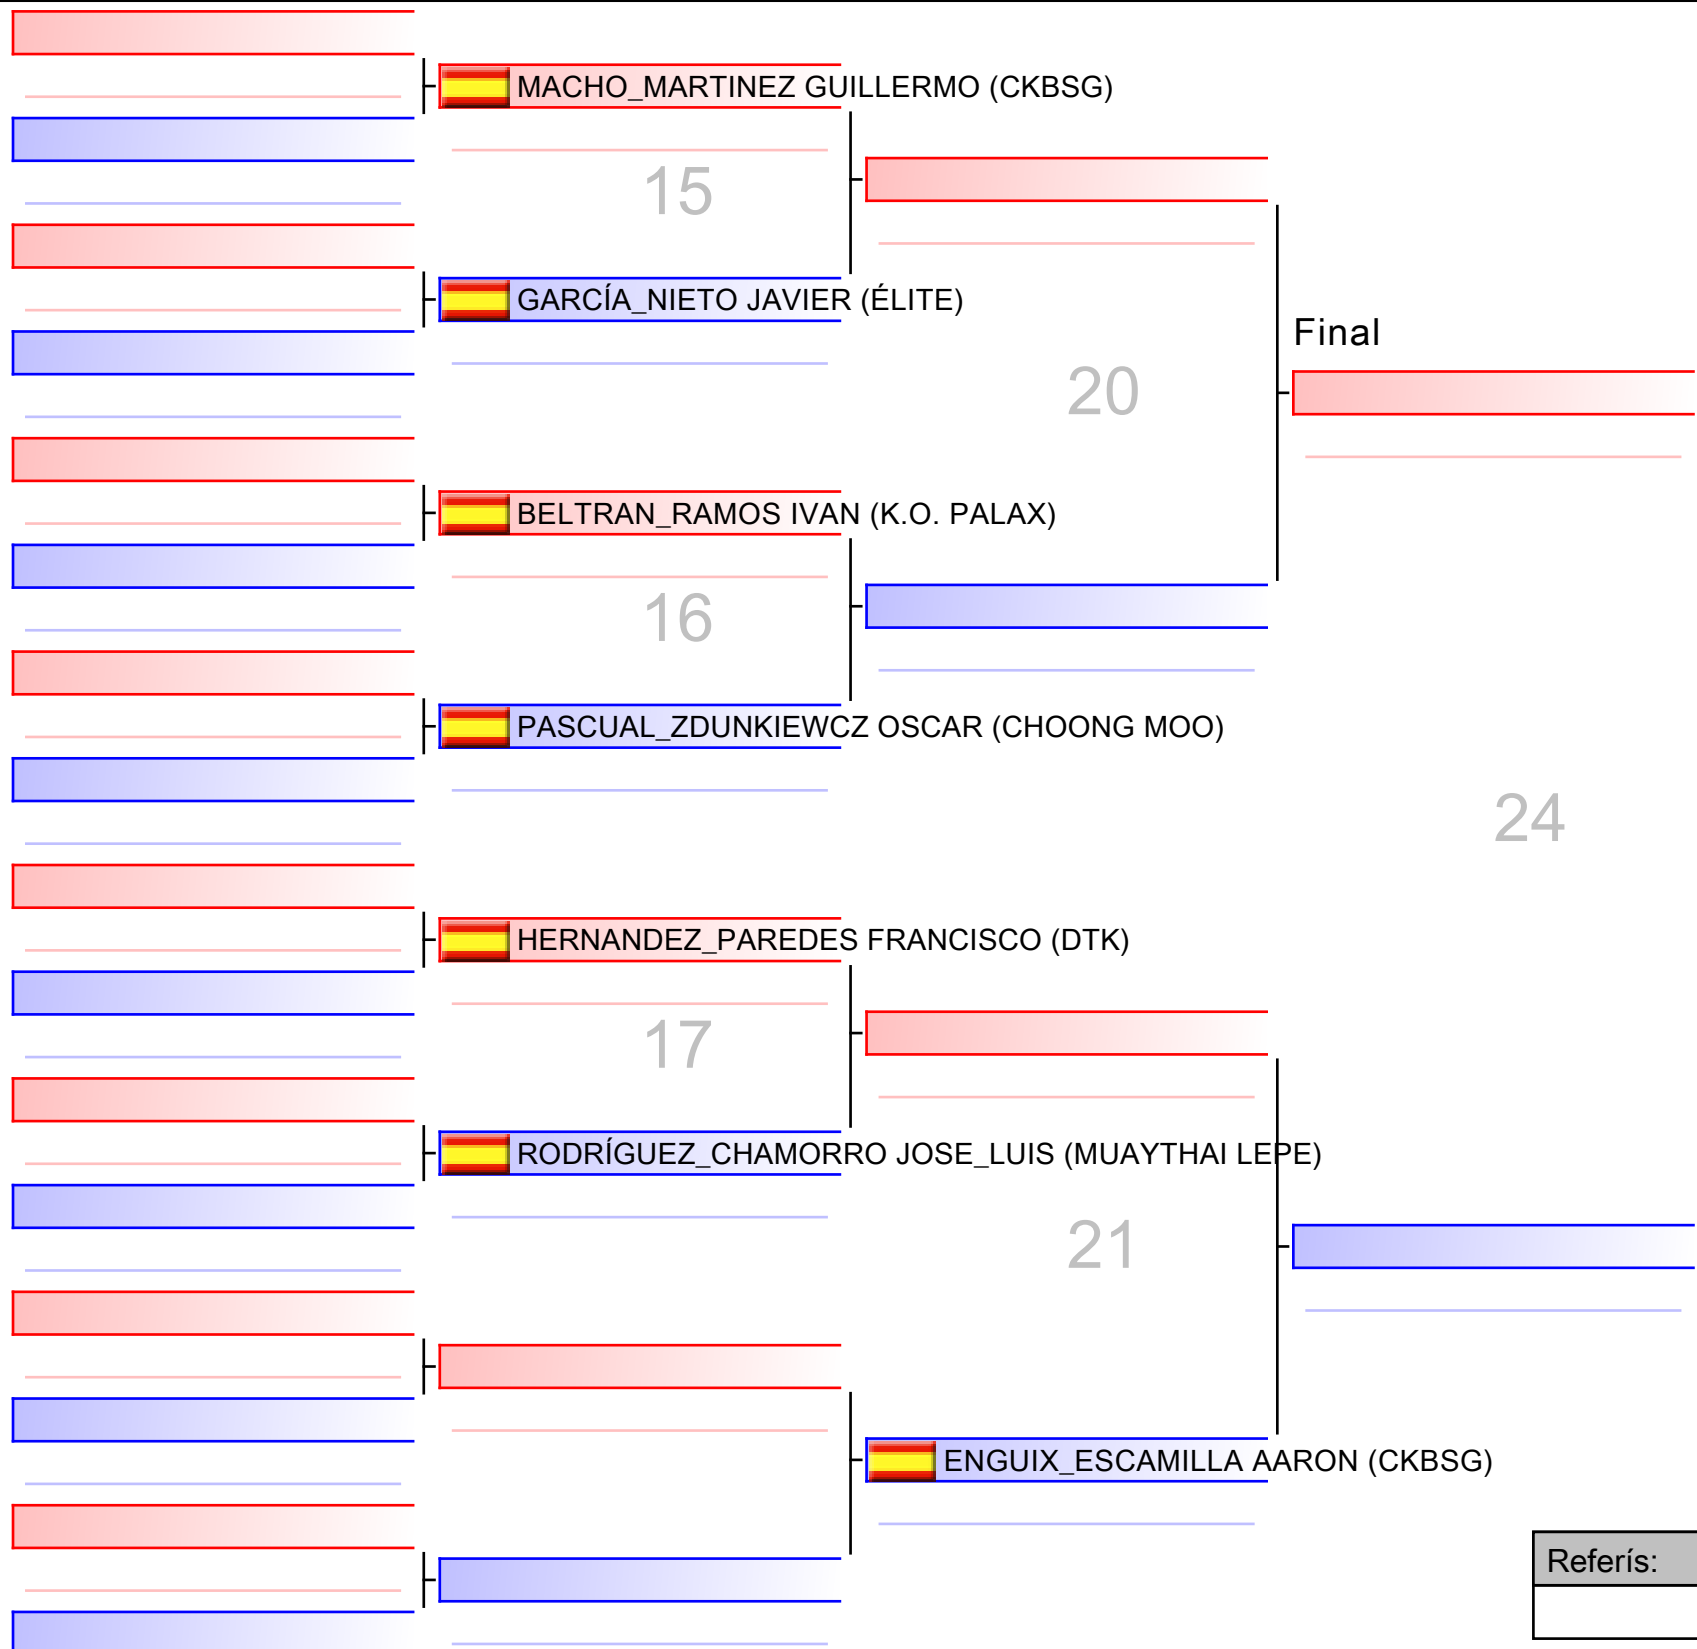 MACHO_MARTINEZ GUILLERMO (CKBSG)
15
GARCÍA_NIETO JAVIER (ÉLITE)
Final
20
BELTRAN_RAMOS IVAN (K.O. PALAX)
16
PASCUAL_ZDUNKIEWCZ OSCAR (CHOONG MOO)
24
HERNANDEZ_PAREDES FRANCISCO (DTK)
17
RODRÍGUEZ_CHAMORRO JOSE_LUIS (MUAYTHAI LEPE)
21
ENGUIX_ESCAMILLA AARON (CKBSG)
Referís: